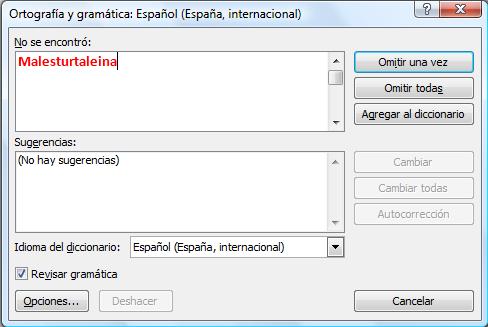 Ortografía y gramática: Español (España, internacional)
No se encontró:
Malesturtaleina
Omitir una vez
Omitir todas
Agregar al diccionario
Sugerencias:
(No hay sugerencias)
Cambiar
Cambiar todas
Autocorrección
Idioma del diccionario: Español (España, internacional)
Revisar gramática
Opciones... Deshacer Cancelar